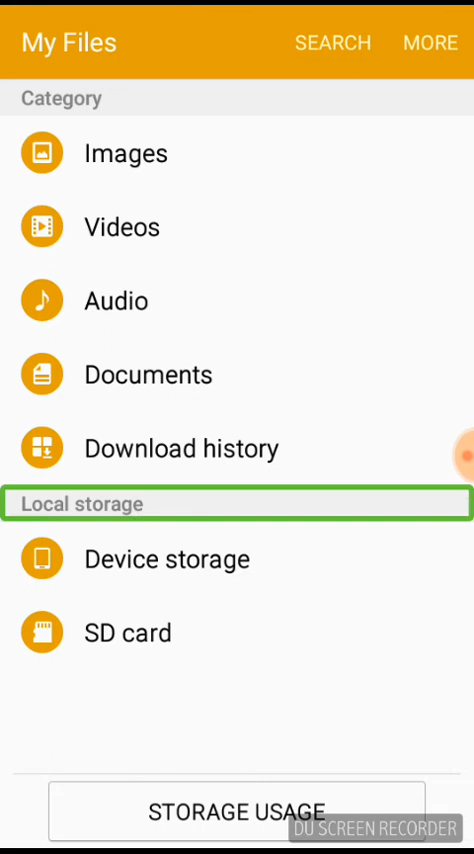 My Files
SEARCH
MORE
Category
Images
Videos
Audio
Documents
Download history
Local storage
Device storage
SD card
STORAGE USAGE
DU SCREEN RECORDER